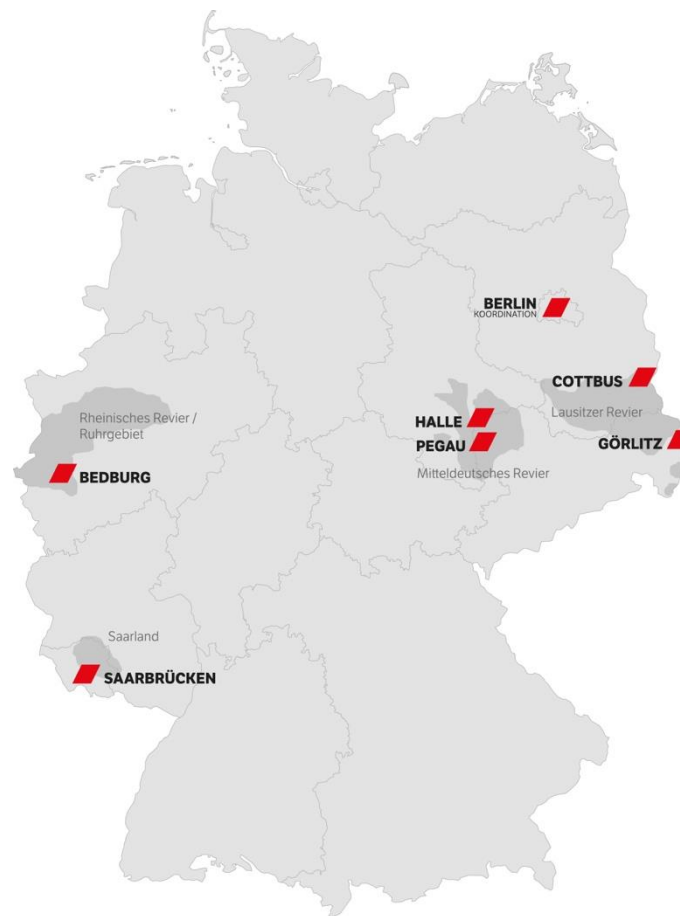 BERLIN
KOORDINATION
COTTBUS
Rheinisches Revier /
Ruhrgebiet
Lausitzer Revier
HALLE
PEGAU
GÖRLITZ
Mitteldeutsches Revier
BEDBURG
Saarland
SAARBRÜCKEN